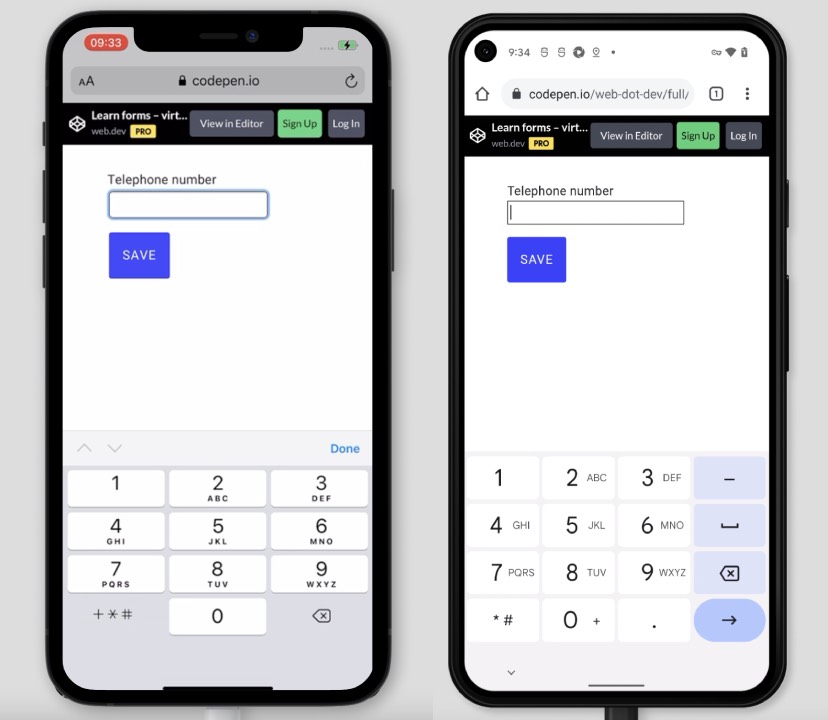 09:33
AA codepen.io
Learn forms – virt...
web.dev PRO
View in Editor
Sign Up
Log In
Telephone number
SAVE
Done
1
2 ABC
3 DEF
4 GHI
5 JKL
6 MNO
7 PQRS
8 TUV
9 WXYZ
+*#
0
9:34
codepen.io/web-dot-dev/full/
1
Learn forms – virt...
web.dev PRO
View in Editor
Sign Up
Log In
Telephone number
SAVE
1
2 ABC
3 DEF
–
4 GHI
5 JKL
6 MNO
7 PQRS
8 TUV
9 WXYZ
*#
0 +
.